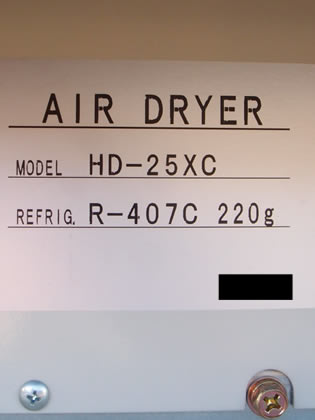 AIR DRYER
MODEL HD-25XC
REFRIG. R-407C 220g